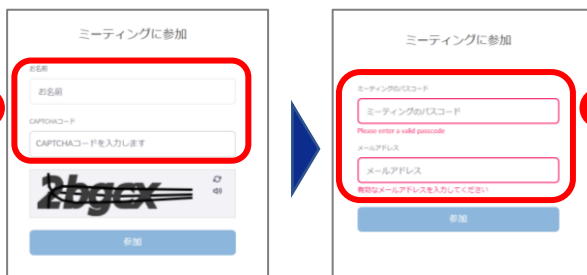 ミーティングに参加
お名前
お名前
CAPTCHAコード
CAPTCHAコードを入力します
2bgcx
参加
ミーティングに参加
ミーティングのパスコード
ミーティングのパスコード
Please enter a valid passcode
メールアドレス
メールアドレス
有効なメールアドレスを入力してください
参加